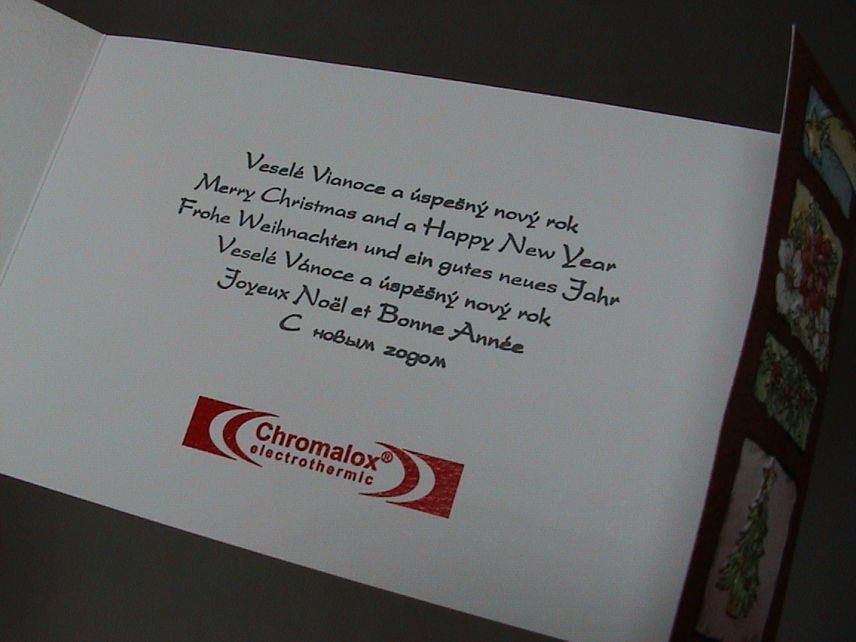 Veselé Vianoce a úspešný nový rok
Merry Christmas and a Happy New Year
Frohe Weihnachten und ein gutes neues Jahr
Veselé Vánoce a úspěšný nový rok
Joyeux Noël et Bonne Année
С новым годом
Chromalox®
electrothermic